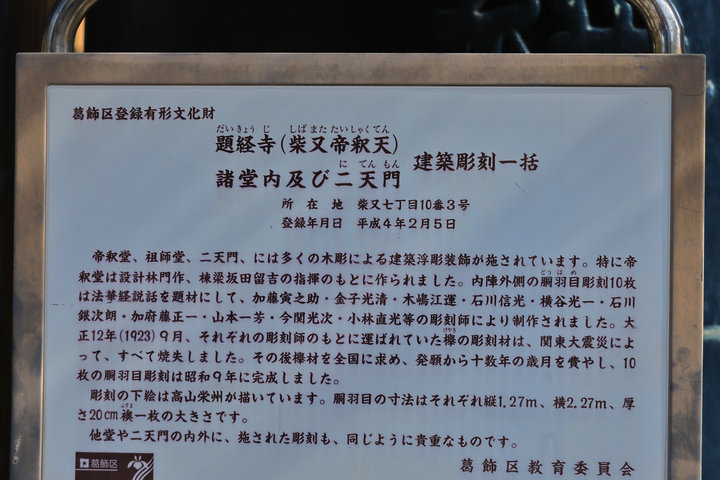 葛飾区登録有形文化財
だいきょうじ しばまたたいしゃくてん
題経寺(柴又帝釈天)
にてんもん
諸堂内及び二天門 建築彫刻一括
所在地 柴又七丁目10番3号
登録年月日 平成4年2月5日
帝釈堂、祖師堂、二天門、には多くの木彫による建築浮彫装飾が施されています。特に帝
釈堂は設計林門作、棟梁坂田留吉の指揮のもとに作られました。内陣外側の胴羽目彫刻10枚
どうはめ
は法華経説話を題材にして、加藤寅之助・金子光清・木嶋江運・石川信光・横谷光一・石川
銀次朗・加府藤正一・山本一芳・今関光次・小林直光等の彫刻師により制作されました。大
正12年(1923)9月、それぞれの彫刻師のもとに運ばれていた欅の彫刻材は、関東大震災によ
けやき
って、すべて焼失しました。その後欅材を全国に求め、発願から十数年の歳月を費やし、10
枚の胴羽目彫刻は昭和9年に完成しました。
彫刻の下絵は高山栄州が描いています。胴羽目の寸法はそれぞれ縦1.27m、横2.27m、厚
さ20cm襖一枚の大きさです。
ふすま
他堂や二天門の内外に、施された彫刻も、同じように貴重なものです。
葛飾区
葛飾区教育委員会